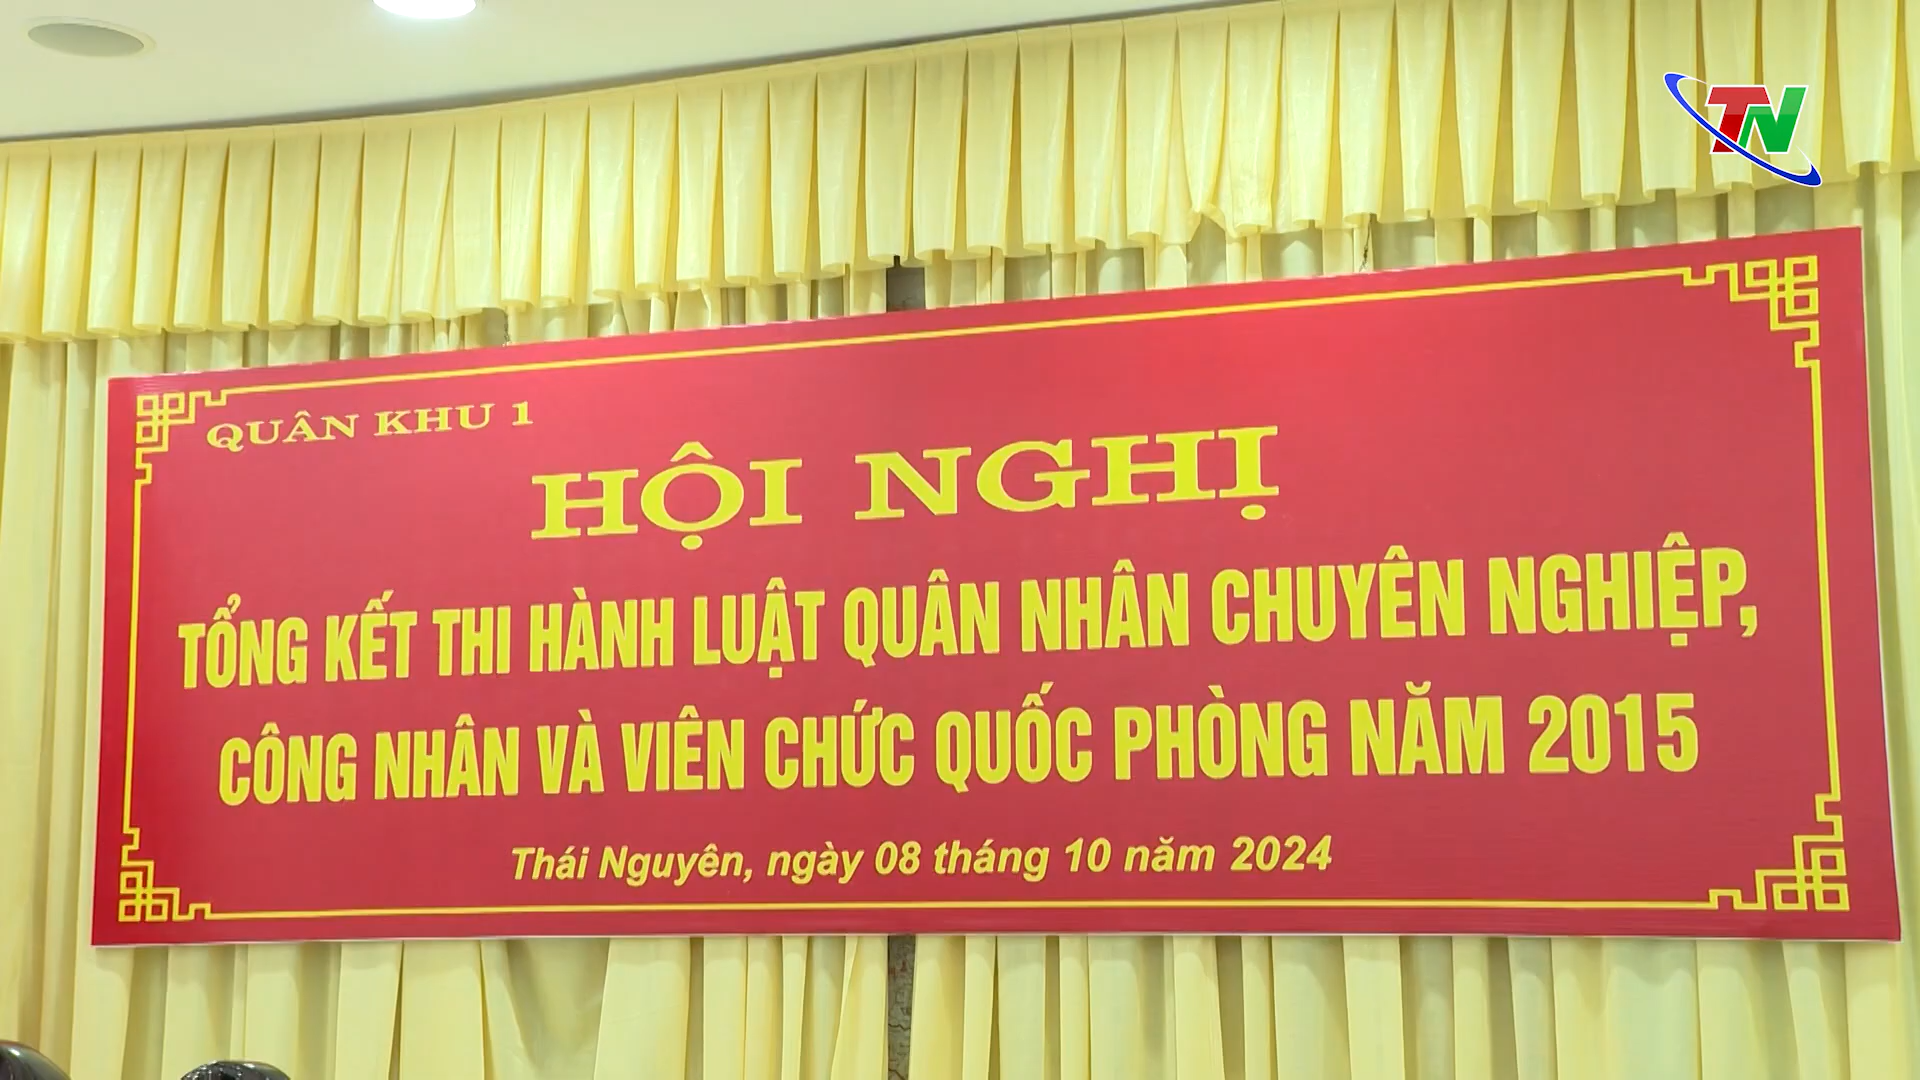 TN
QUÂN KHU 1
HỘI NGHỊ
TỔNG KẾT THI HÀNH LUẬT QUÂN NHÂN CHUYÊN NGHIỆP,
CÔNG NHÂN VÀ VIÊN CHỨC QUỐC PHÒNG NĂM 2015
Thái Nguyên, ngày 08 tháng 10 năm 2024